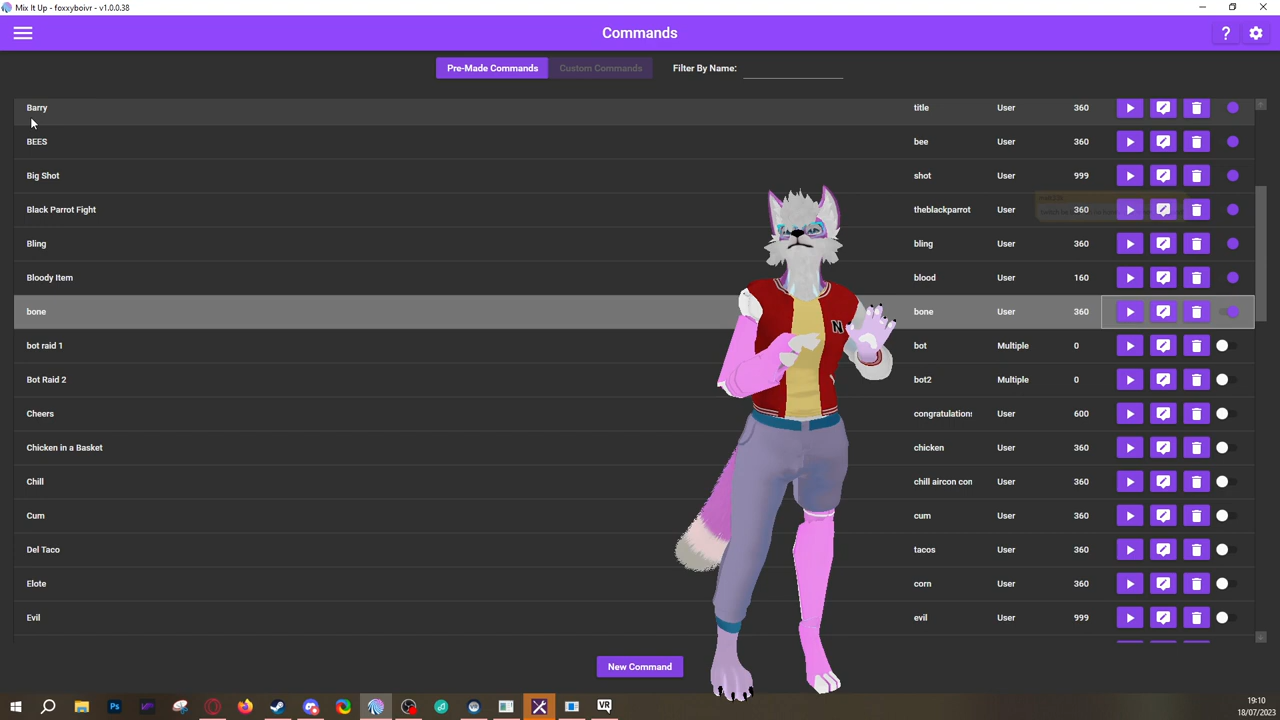 Mix It Up - foxxyboivr - v1.0.0.38
Commands
?
Pre-Made Commands Custom Commands Filter By Name:
Barry title User 360
BEES bee User 360
Big Shot shot User 999
Black Parrot Fight theblackparrot User 360
Bling bling User 360
Bloody Item blood User 160
bone bone User 360
bot raid 1 bot Multiple 0
Bot Raid 2 bot2 Multiple 0
Cheers congratulation User 600
Chicken in a Basket chicken User 360
Chill chill aircon con User 360
Cum cum User 360
Del Taco tacos User 360
Elote corn User 360
Evil evil User 999
N
New Command
Ps
VR
19:10
18/07/2023